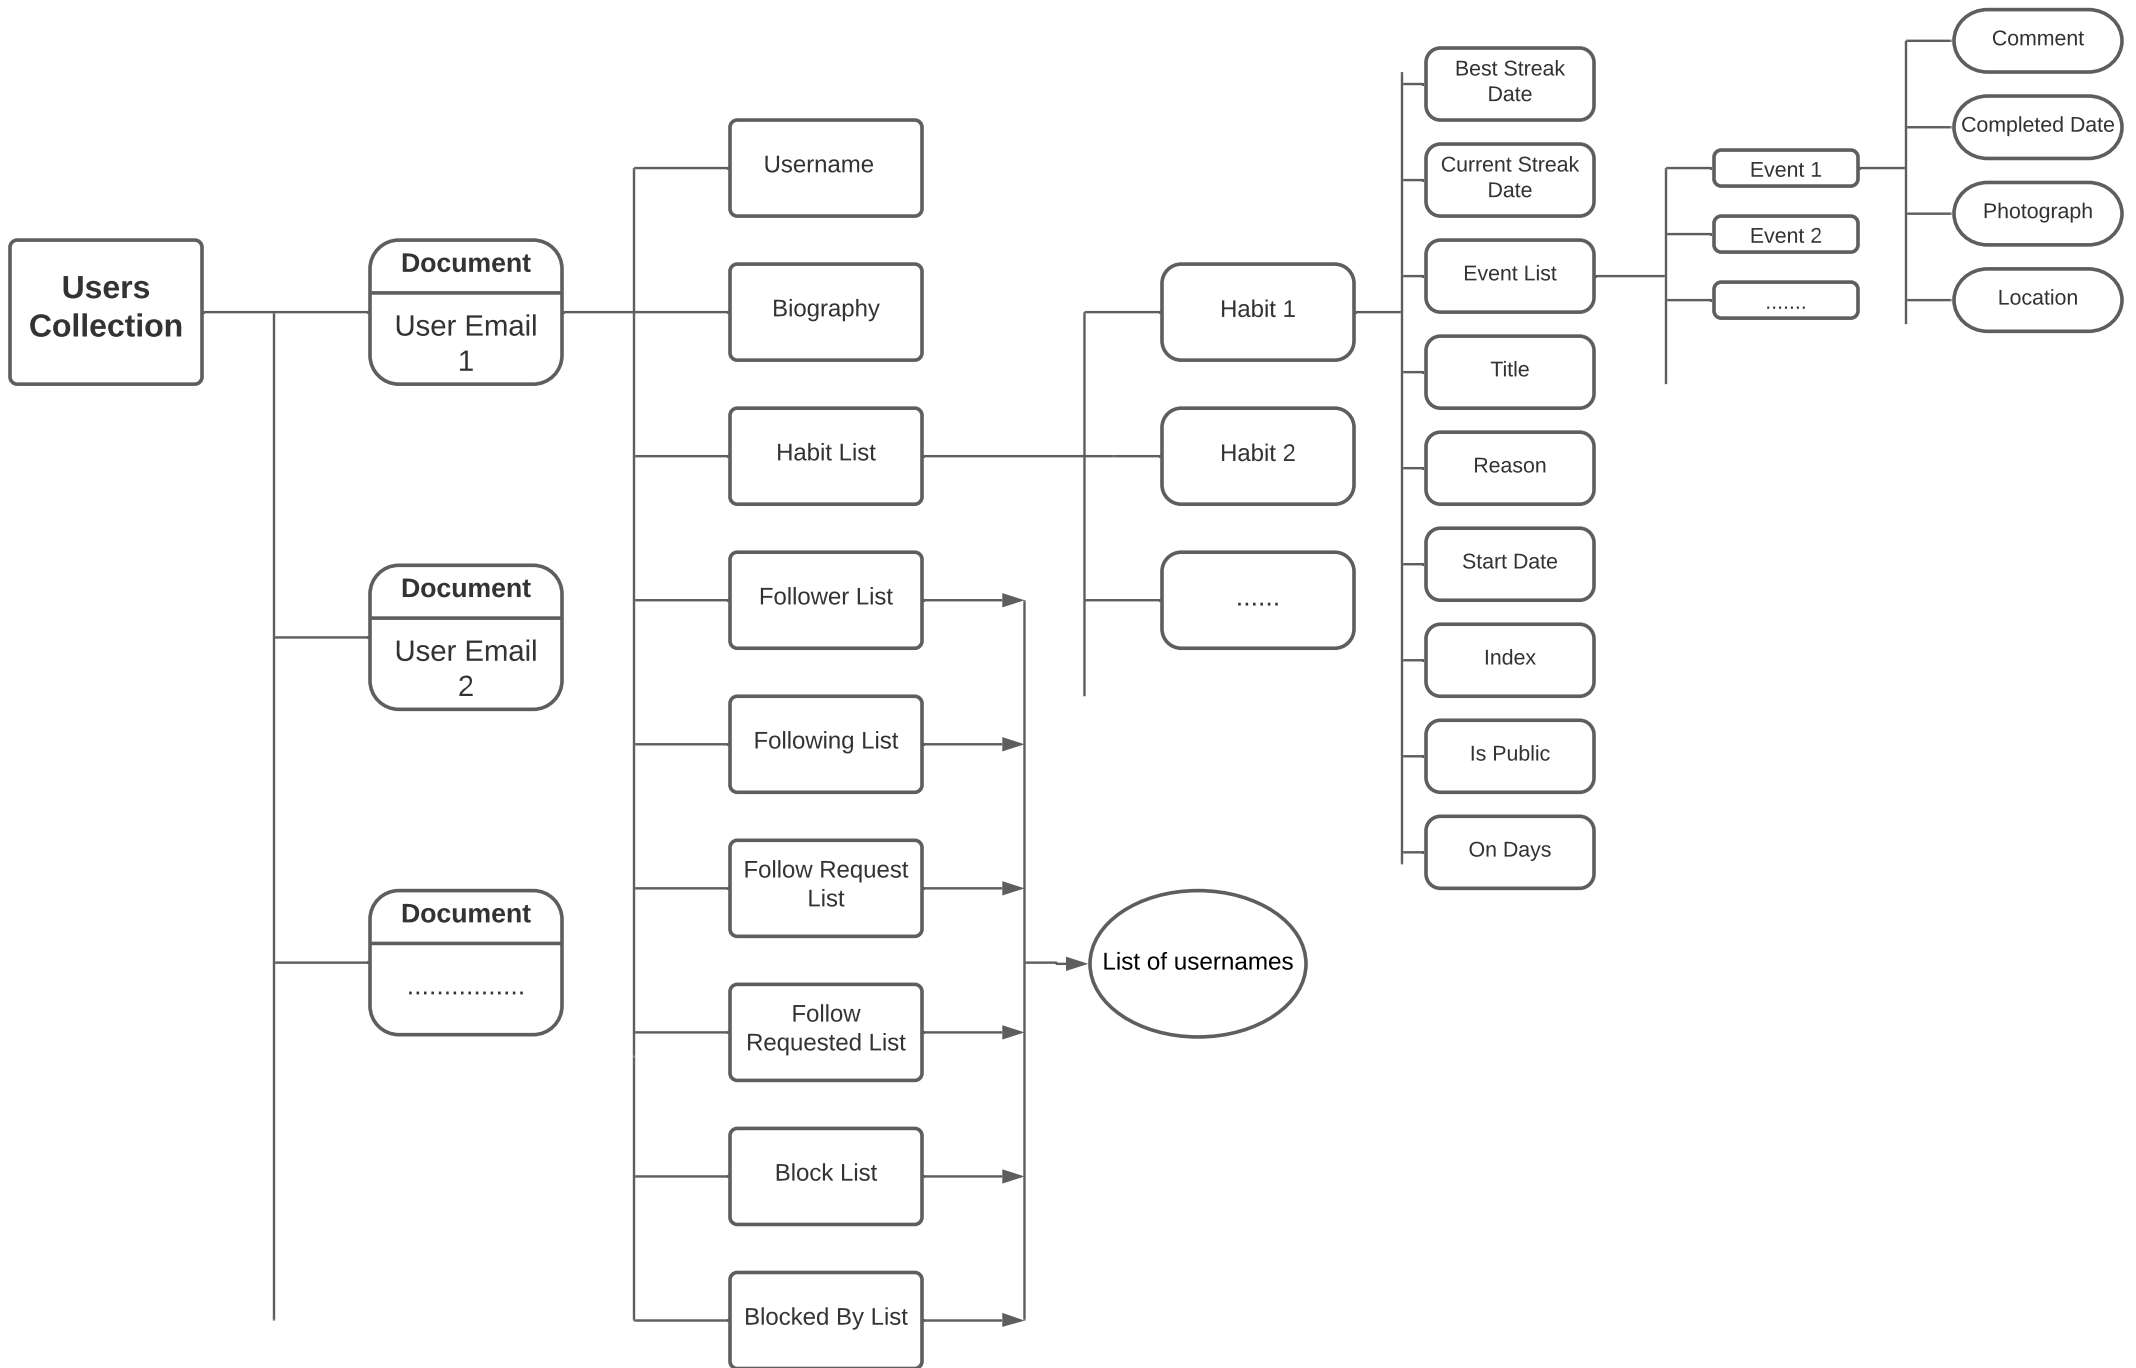 Users
Collection
Document
User Email
1
Document
User Email
2
Document
................
Username
Biography
Habit List
Follower List
Following List
Follow Request
List
Follow
Requested List
Block List
Blocked By List
List of usernames
Habit 1
Habit 2
......
Best Streak
Date
Current Streak
Date
Event List
Title
Reason
Start Date
Index
Is Public
On Days
Event 1
Event 2
.......
Comment
Completed Date
Photograph
Location